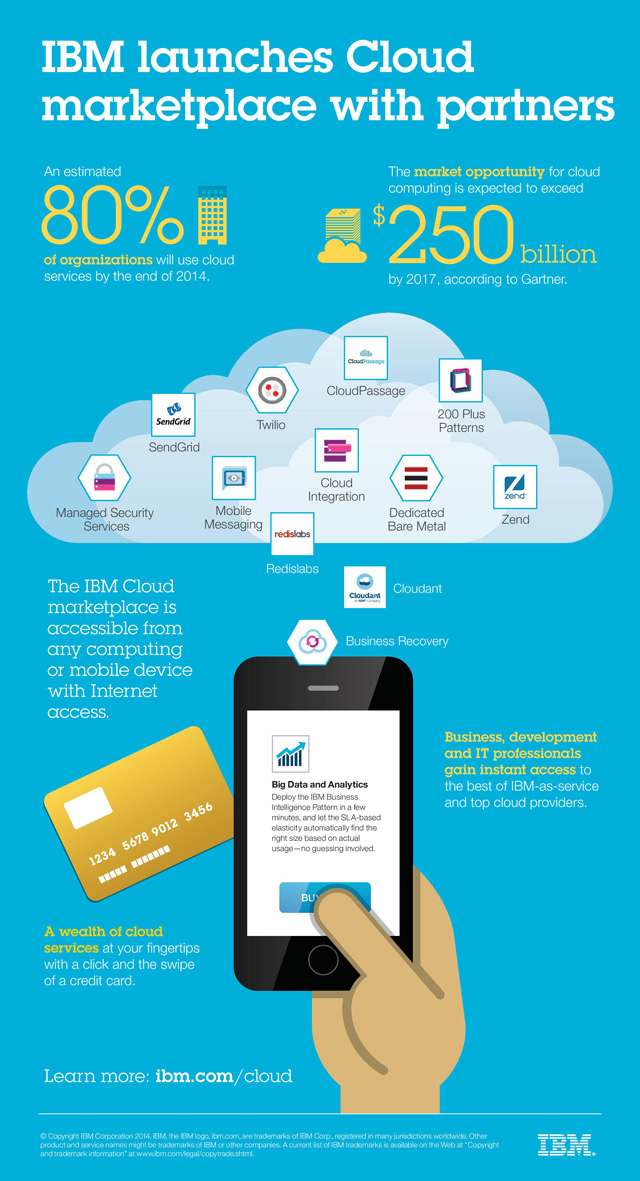 IBM launches Cloud
marketplace with partners
An estimated
80%
of organizations will use cloud
services by the end of 2014.
The market opportunity for cloud
computing is expected to exceed
$250 billion
by 2017, according to Gartner.
CloudPassage
CloudPassage
Twilio
200 Plus
Patterns
SendGrid
SendGrid
Cloud
Integration
Managed Security
Services
Mobile
Messaging
Dedicated
Bare Metal
zend
Zend
redislabs
Redislabs
Cloudant
an IBM Company
Cloudant
Business Recovery
The IBM Cloud
marketplace is
accessible from
any computing
or mobile device
with Internet
access.
Business, development
and IT professionals
gain instant access to
the best of IBM-as-service
and top cloud providers.
Big Data and Analytics
Deploy the IBM Business
Intelligence Pattern in a few
minutes, and let the SLA-based
elasticity automatically find the
right size based on actual
usage—no guessing involved.
BU
1234 5678 9012 3456
A wealth of cloud
services at your fingertips
with a click and the swipe
of a credit card.
Learn more: ibm.com/cloud
© Copyright IBM Corporation 2014. IBM, the IBM logo, ibm.com, are trademarks of IBM Corp., registered in many jurisdictions worldwide. Other
product and service names might be trademarks of IBM or other companies. A current list of IBM trademarks is available on the Web at "Copyright
and trademark information" at www.ibm.com/legal/copytrade.shtml.
IBM.